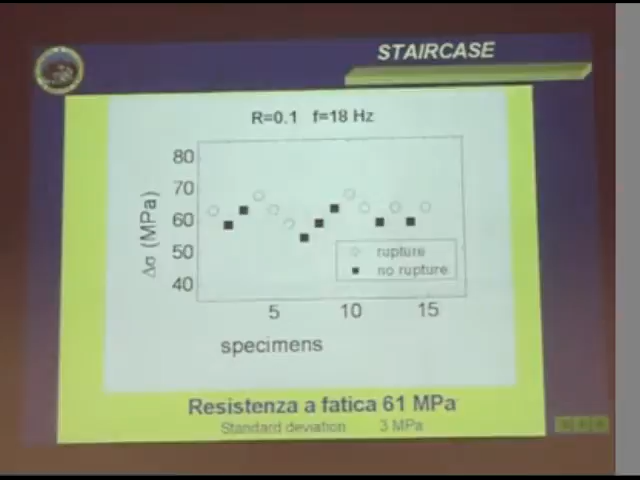 STAIRCASE
R=0.1 f=18 Hz
80
70
60
50
40
Δσ (MPa)
rupture
no rupture
5 10 15
specimens
Resistenza a fatica 61 MPa
Standard deviation 3 MPa